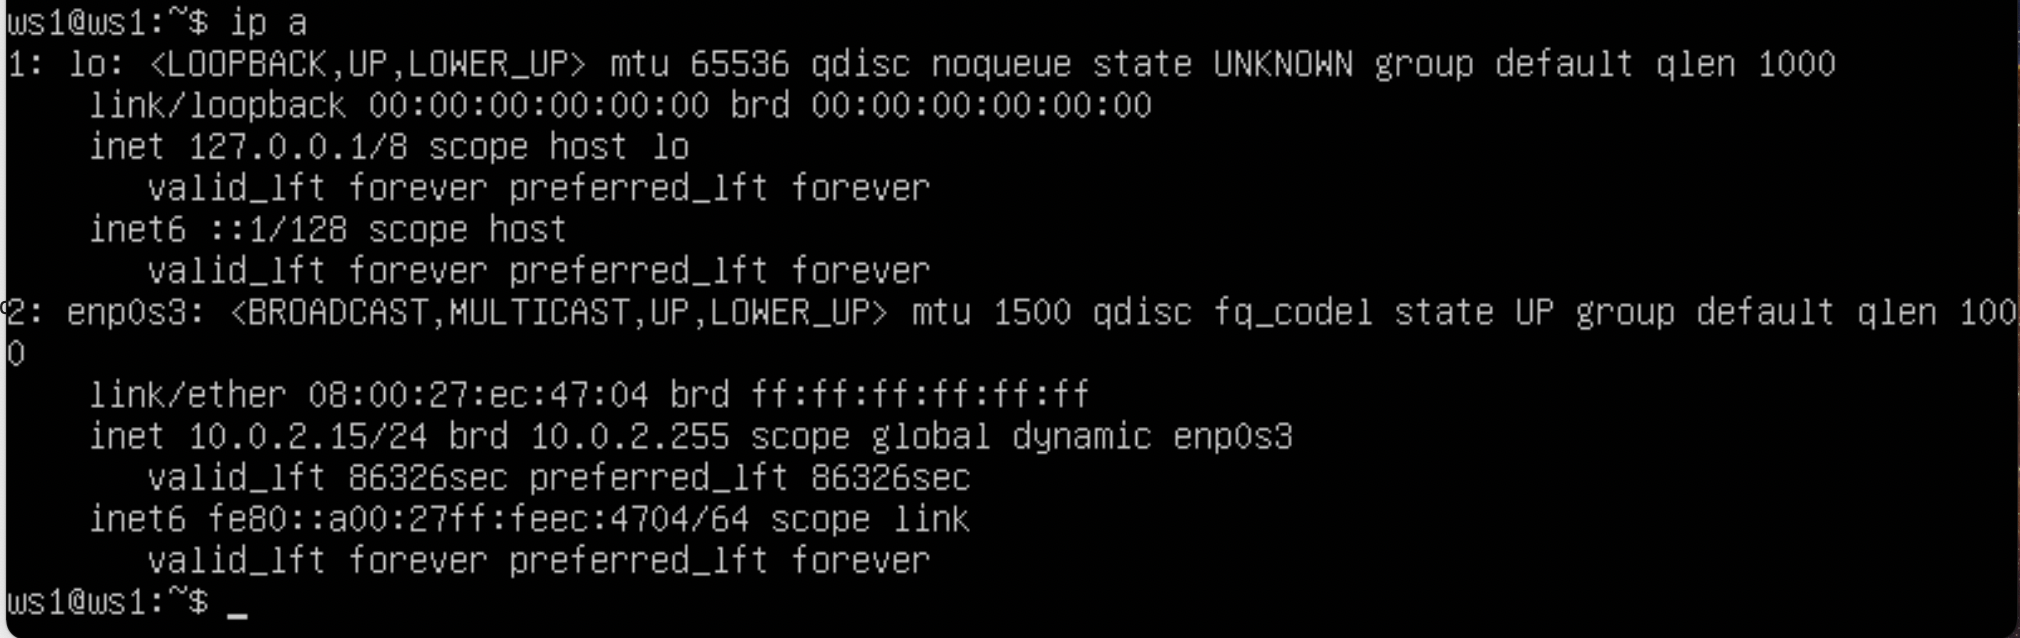 ws1@ws1:~$ ip a
1: lo: <LOOPBACK,UP,LOWER_UP> mtu 65536 qdisc noqueue state UNKNOWN group default qlen 1000
    link/loopback 00:00:00:00:00:00 brd 00:00:00:00:00:00
    inet 127.0.0.1/8 scope host lo
       valid_lft forever preferred_lft forever
    inet6 ::1/128 scope host
       valid_lft forever preferred_lft forever
2: enp0s3: <BROADCAST,MULTICAST,UP,LOWER_UP> mtu 1500 qdisc fq_codel state UP group default qlen 100
0
    link/ether 08:00:27:ec:47:04 brd ff:ff:ff:ff:ff:ff
    inet 10.0.2.15/24 brd 10.0.2.255 scope global dynamic enp0s3
       valid_lft 86326sec preferred_lft 86326sec
    inet6 fe80::a00:27ff:feec:4704/64 scope link
       valid_lft forever preferred_lft forever
ws1@ws1:~$ _